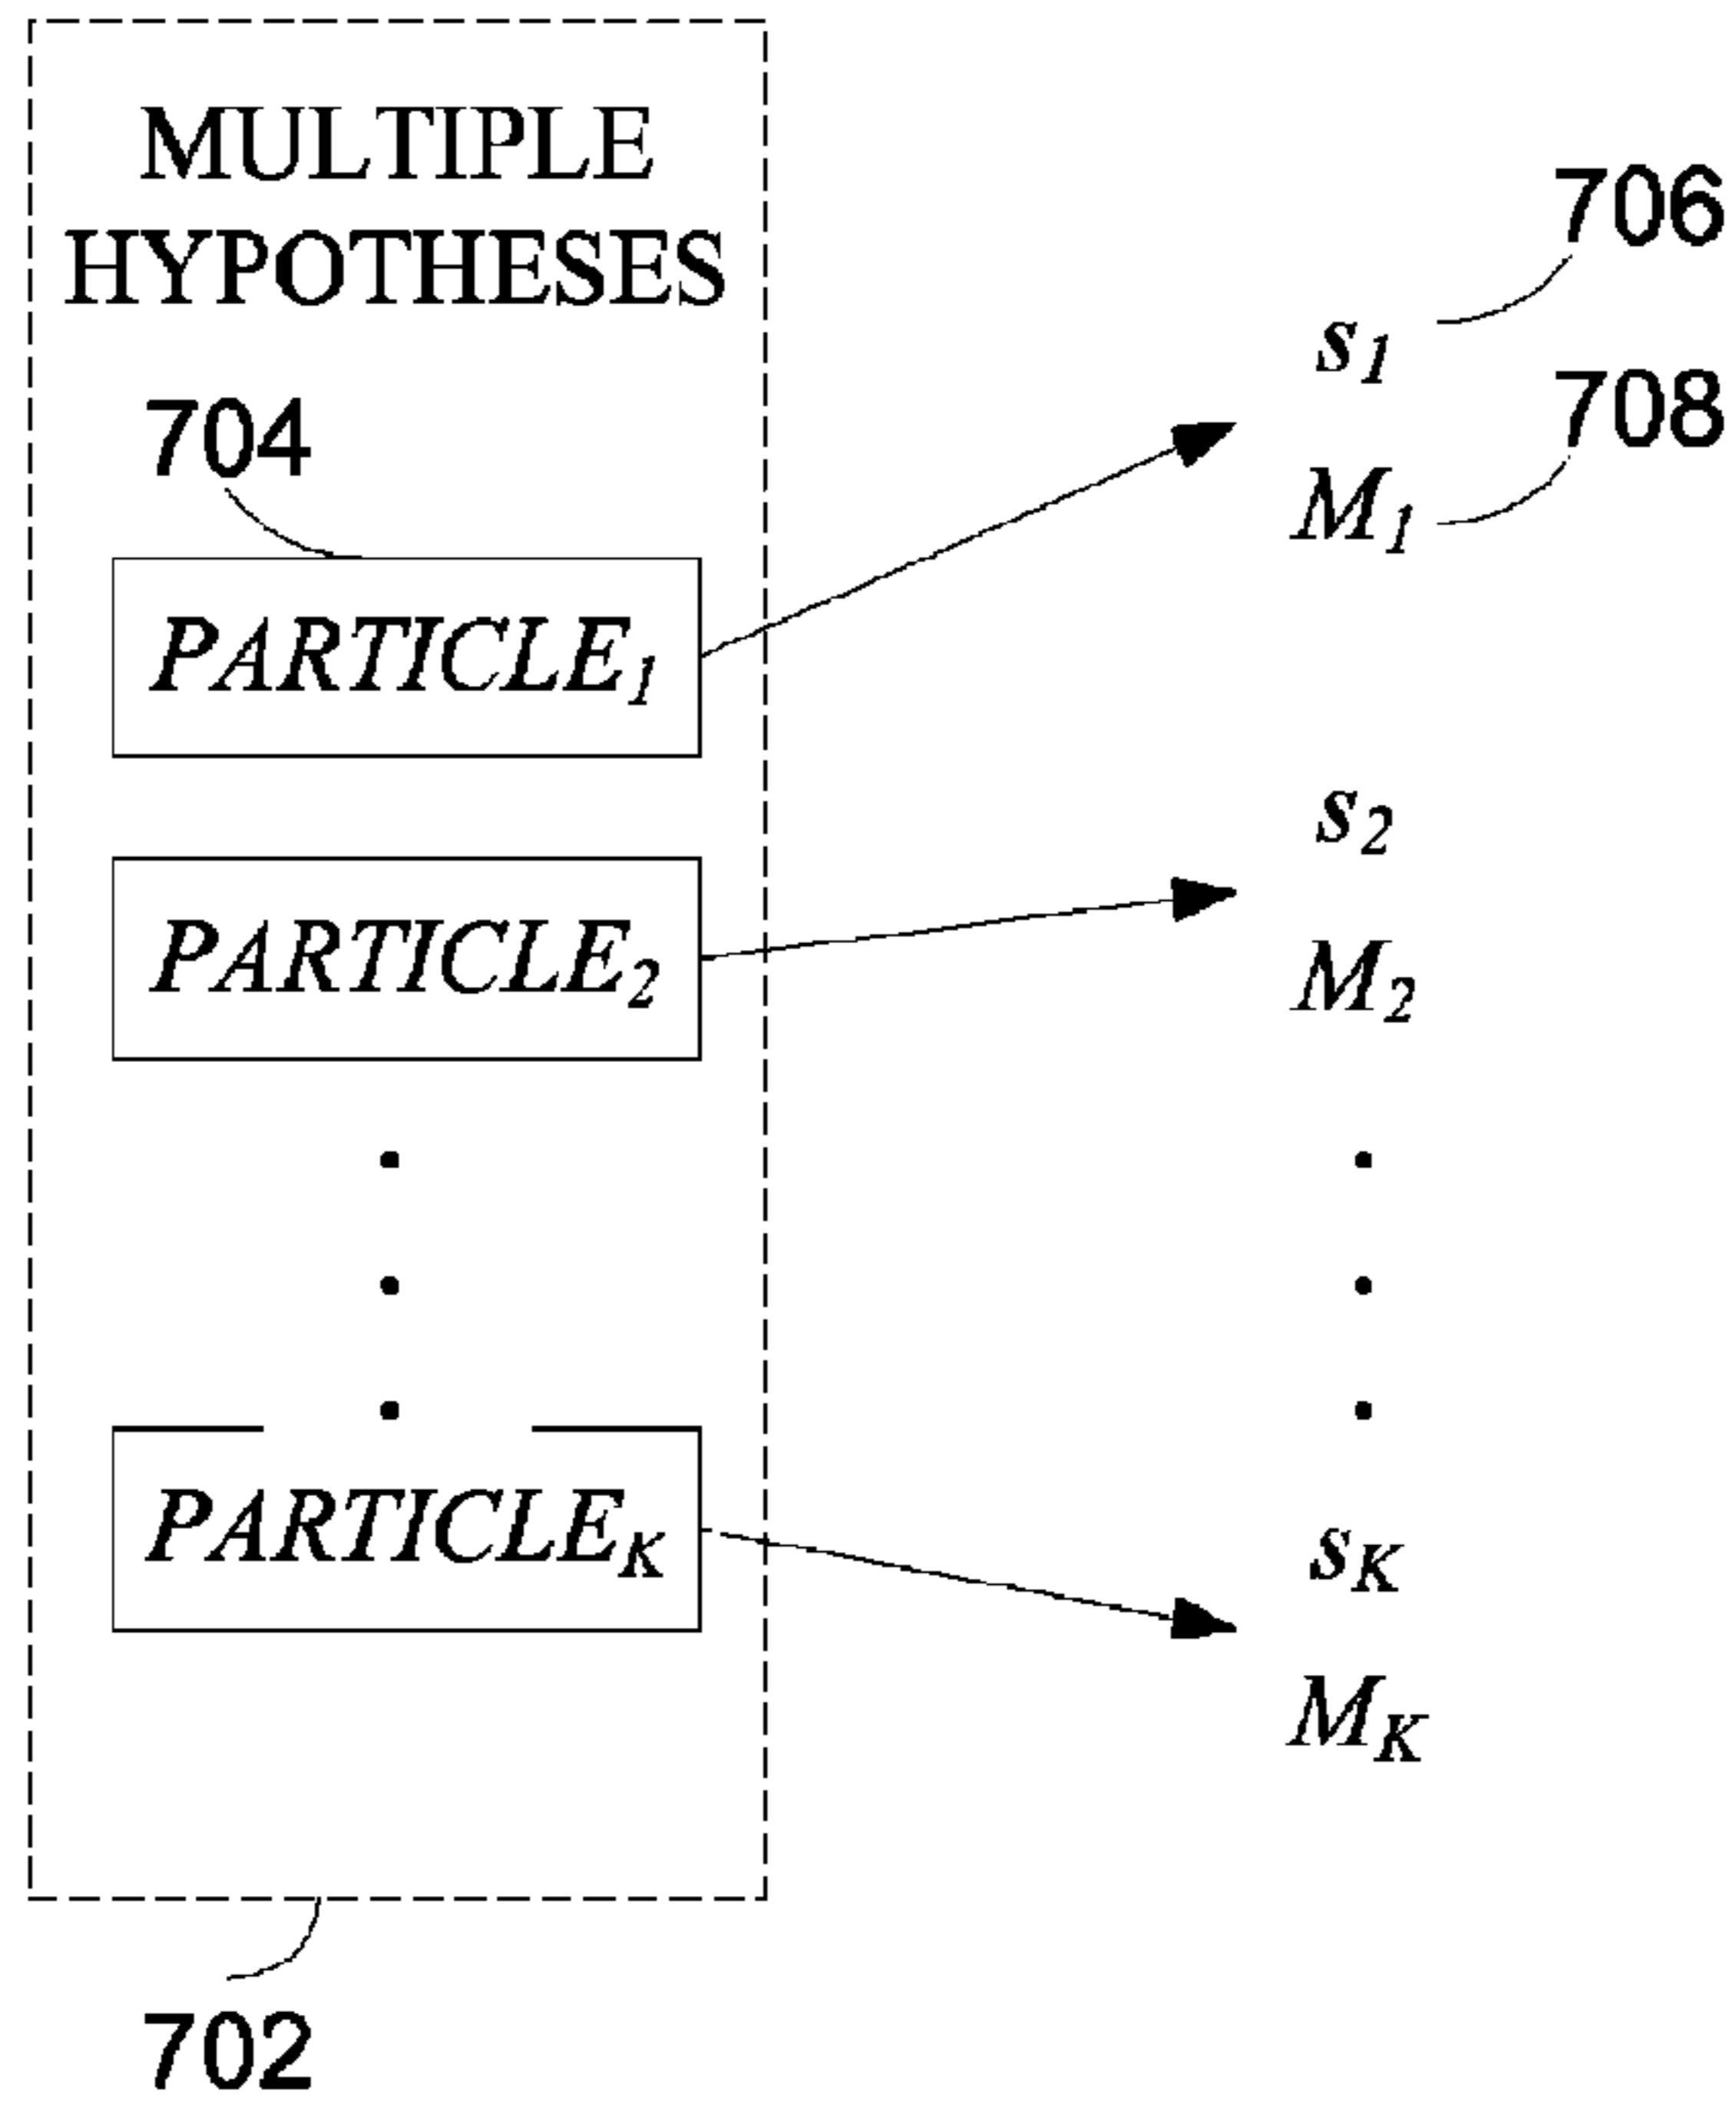 MULTIPLE
HYPOTHESES
704
PARTICLE1
PARTICLE2
PARTICLEK
702
706
s1
708
M1
s2
M2
sK
MK